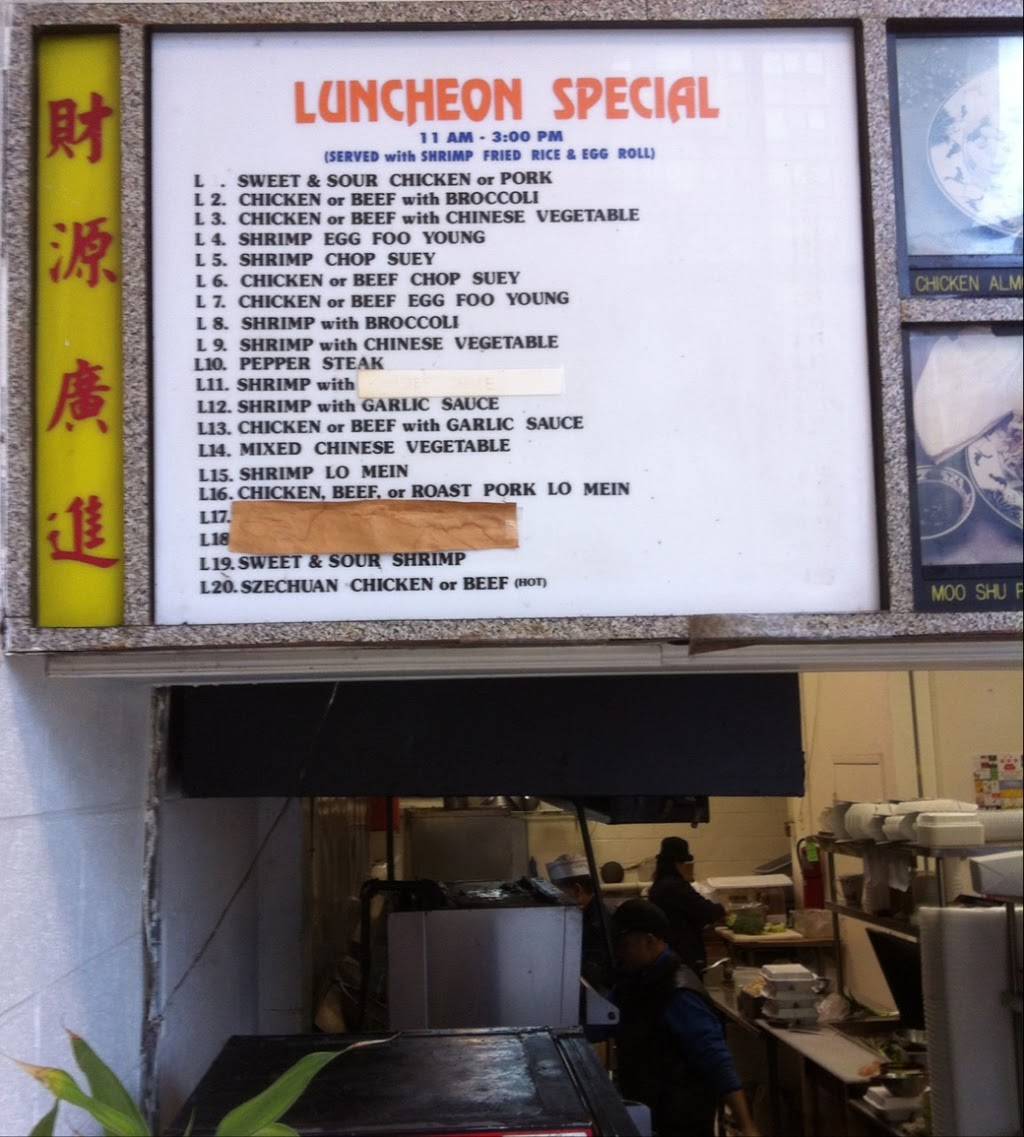 財源廣進
LUNCHEON SPECIAL
11 AM - 3:00 PM
(SERVED with SHRIMP FRIED RICE & EGG ROLL)
L . SWEET & SOUR CHICKEN or PORK
L 2. CHICKEN or BEEF with BROCCOLI
L 3. CHICKEN or BEEF with CHINESE VEGETABLE
L 4. SHRIMP EGG FOO YOUNG
L 5. SHRIMP CHOP SUEY
L 6. CHICKEN or BEEF CHOP SUEY
L 7. CHICKEN or BEEF EGG FOO YOUNG
L 8. SHRIMP with BROCCOLI
L 9. SHRIMP with CHINESE VEGETABLE
L10. PEPPER STEAK
L11. SHRIMP with
L12. SHRIMP with GARLIC SAUCE
L13. CHICKEN or BEEF with GARLIC SAUCE
L14. MIXED CHINESE VEGETABLE
L15. SHRIMP LO MEIN
L16. CHICKEN, BEEF, or ROAST PORK LO MEIN
L17.
L18
L19. SWEET & SOUR SHRIMP
L20. SZECHUAN CHICKEN or BEEF (HOT)
CHICKEN ALM
MOO SHU P